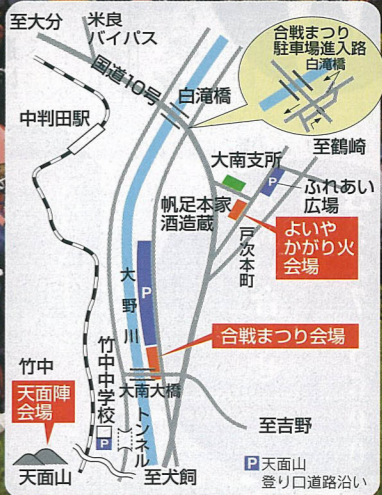 至大分
米良
バイパス
国道10号
白滝橋
合戦まつり
駐車場進入路
白滝橋
中判田駅
至鶴崎
大南支所
P
ふれあい
広場
帆足本家
酒造蔵
戸次本町
よいや
かがり火
会場
大野川
P
合戦まつり会場
竹中
竹中中学校
大南大橋
天面陣
会場
P
トンネル
至吉野
天面山
至犬飼
P 天面山
登り口道路沿い